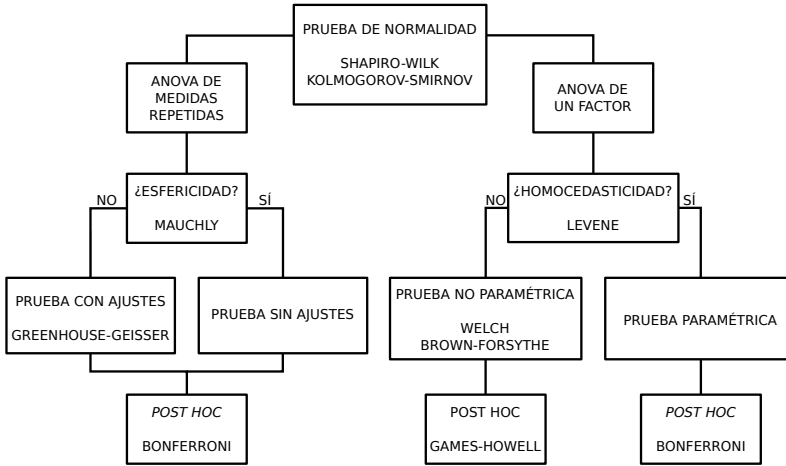 PRUEBA DE NORMALIDAD
SHAPIRO-WILK
KOLMOGOROV-SMIRNOV
ANOVA DE
MEDIDAS
REPETIDAS
ANOVA DE
UN FACTOR
¿ESFERICIDAD?
MAUCHLY
NO
SÍ
¿HOMOCEDASTICIDAD?
LEVENE
NO
SÍ
PRUEBA CON AJUSTES
GREENHOUSE-GEISSER
PRUEBA SIN AJUSTES
PRUEBA NO PARAMÉTRICA
WELCH
BROWN-FORSYTHE
PRUEBA PARAMÉTRICA
POST HOC
BONFERRONI
POST HOC
GAMES-HOWELL
POST HOC
BONFERRONI